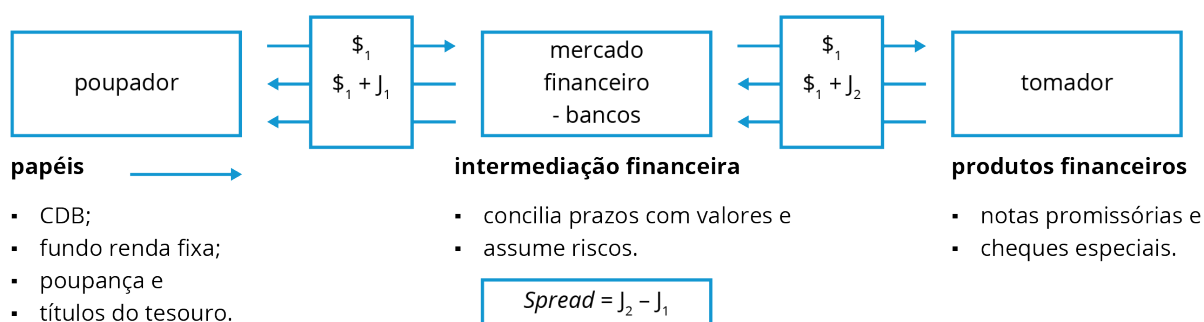 poupador
$1
$1 + J1
mercado
financeiro
- bancos
$1
$1 + J2
tomador
papéis
▪ CDB;
▪ fundo renda fixa;
▪ poupança e
▪ títulos do tesouro.
intermediação financeira
▪ concilia prazos com valores e
▪ assume riscos.
Spread = J2 – J1
produtos financeiros
▪ notas promissórias e
▪ cheques especiais.